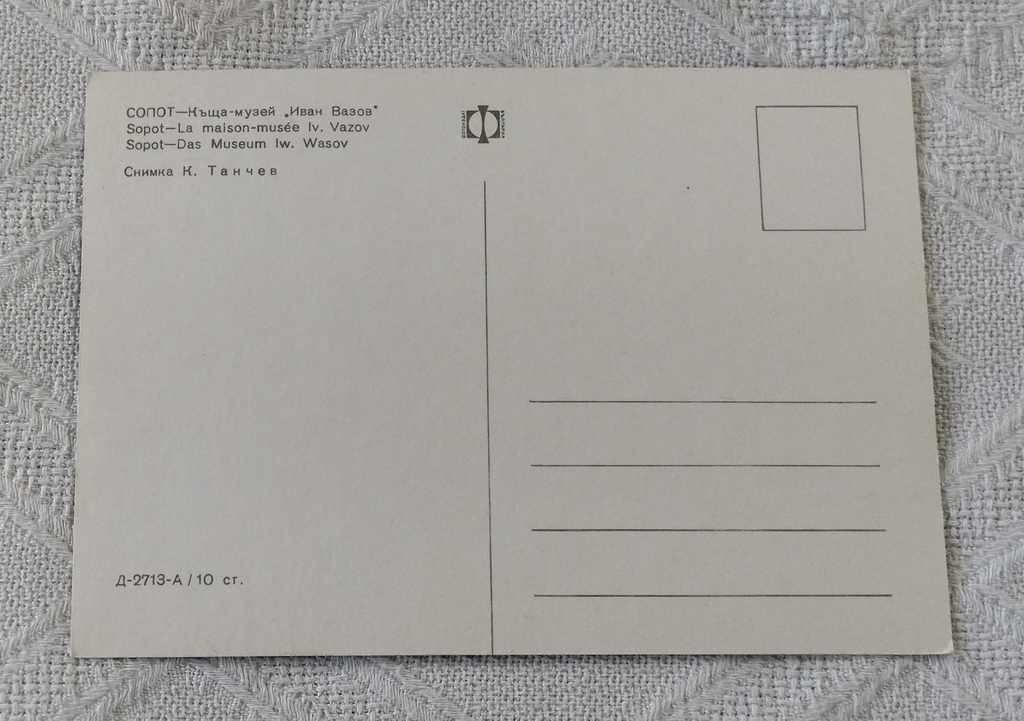 СОПОТ—Къща-музей „Иван Вазов“
Sopot—La maison-musée Iv. Vazov
Sopot—Das Museum Iw. Wasov
Снимка К. Танчев
Д-2713-А / 10 ст.